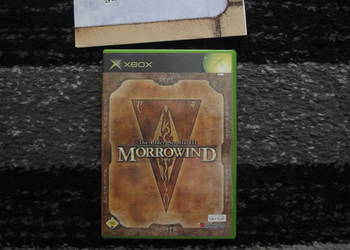 XBOX
The Elder Scrolls III
MORROWIND